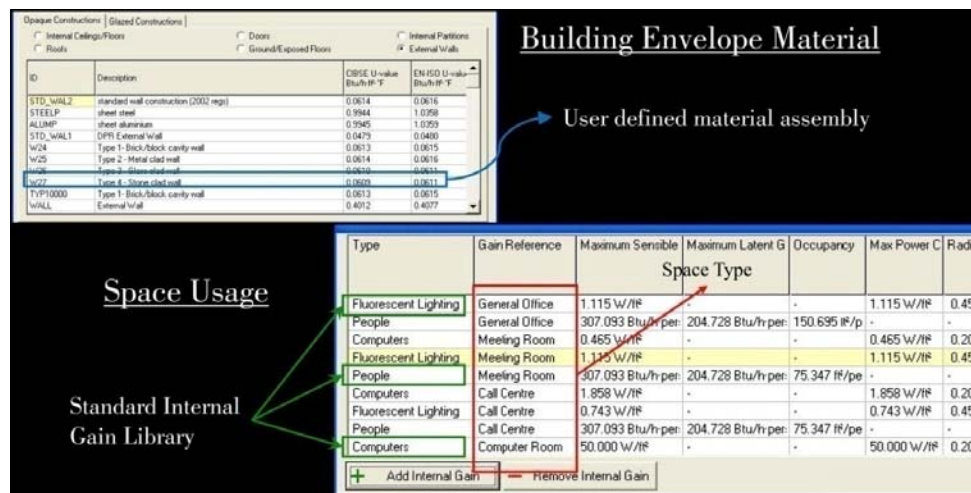 Opaque Constructions Glazed Constructions
Internal Ceilings/Floors Doors Internal Partitions
Roofs Ground/Exposed Floors External Walls
Building Envelope Material
ID Description CIBSE U-value Btu/h·ft²·°F EN-ISO U-value Btu/h·ft²·°F
STD_WAL2 standard wall construction (2002 regs) 0.0614 0.0616
STEELP sheet steel 0.9944 1.0358
ALUMP sheet aluminium 0.9945 1.0359
STD_WAL1 DPR External Wall 0.0479 0.0480
User defined material assembly
W24 Type 1- Brick/block cavity wall 0.0613 0.0615
W25 Type 2 - Metal clad wall 0.0614 0.0616
W26 Type 3 - Glass clad wall 0.0610 0.0611
W27 Type 4 - Stone clad wall 0.0609 0.0611
TYP10000 Type 1- Brick/block cavity wall 0.0613 0.0615
WALL External Wall 0.4012 0.4077
Type Gain Reference Maximum Sensible Maximum Latent G Occupancy Max Power C Rad
Space Type
Space Usage
Fluorescent Lighting General Office 1.115 W/ft² - - 1.115 W/ft² 0.45
People General Office 307.093 Btu/h·per: 204.728 Btu/h·per: 150.695 ft²/p - -
Computers Meeting Room 0.465 W/ft² - - 0.465 W/ft² 0.20
Fluorescent Lighting Meeting Room 1.115 W/ft² - - 1.115 W/ft² 0.45
People Meeting Room 307.093 Btu/h·per: 204.728 Btu/h·per: 75.347 ft²/pe - -
Computers Call Centre 1.858 W/ft² - - 1.858 W/ft² 0.20
Fluorescent Lighting Call Centre 0.743 W/ft² - - 0.743 W/ft² 0.45
People Call Centre 307.093 Btu/h·per: 204.728 Btu/h·per: 75.347 ft²/pe - -
Computers Computer Room 50.000 W/ft² - - 50.000 W/ft² 0.20
Standard Internal
Gain Library
Add Internal Gain Remove Internal Gain